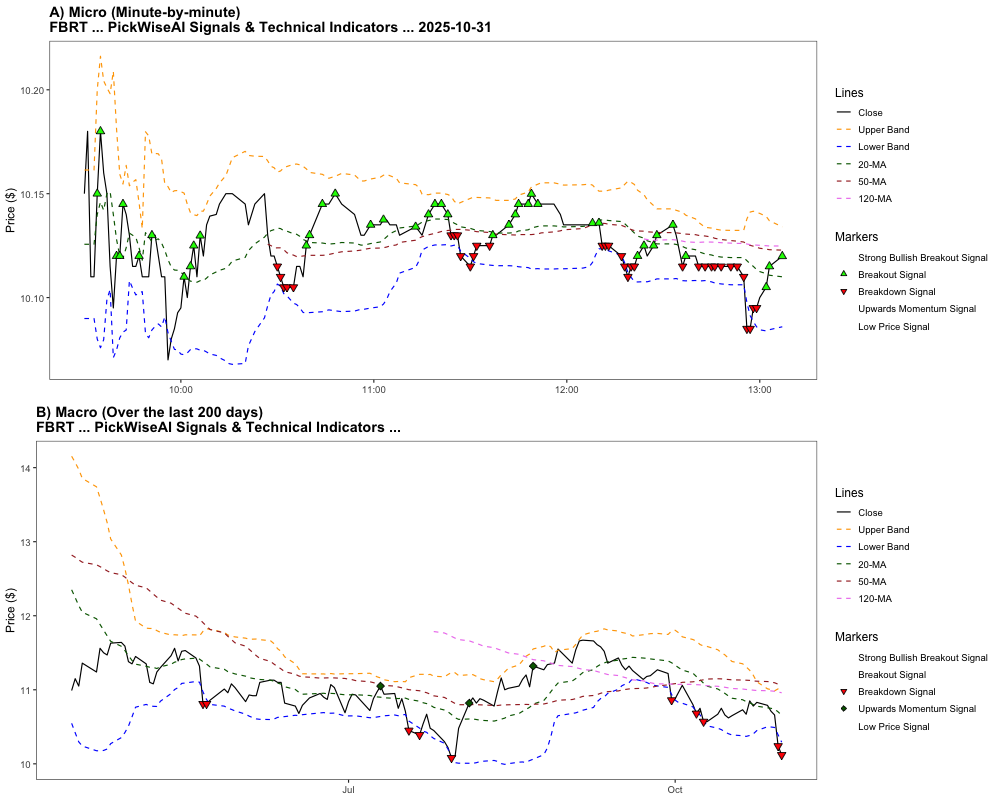 A) Micro (Minute-by-minute)
FBRT ... PickWiseAI Signals & Technical Indicators ... 2025-10-31
Price ($)
10.20
10.15
10.10
10:00
11:00
12:00
13:00
Lines
Close
Upper Band
Lower Band
20-MA
50-MA
120-MA
Markers
Strong Bullish Breakout Signal
Breakout Signal
Breakdown Signal
Upwards Momentum Signal
Low Price Signal
B) Macro (Over the last 200 days)
FBRT ... PickWiseAI Signals & Technical Indicators ...
Price ($)
14
13
12
11
10
Jul
Oct
Lines
Close
Upper Band
Lower Band
20-MA
50-MA
120-MA
Markers
Strong Bullish Breakout Signal
Breakout Signal
Breakdown Signal
Upwards Momentum Signal
Low Price Signal